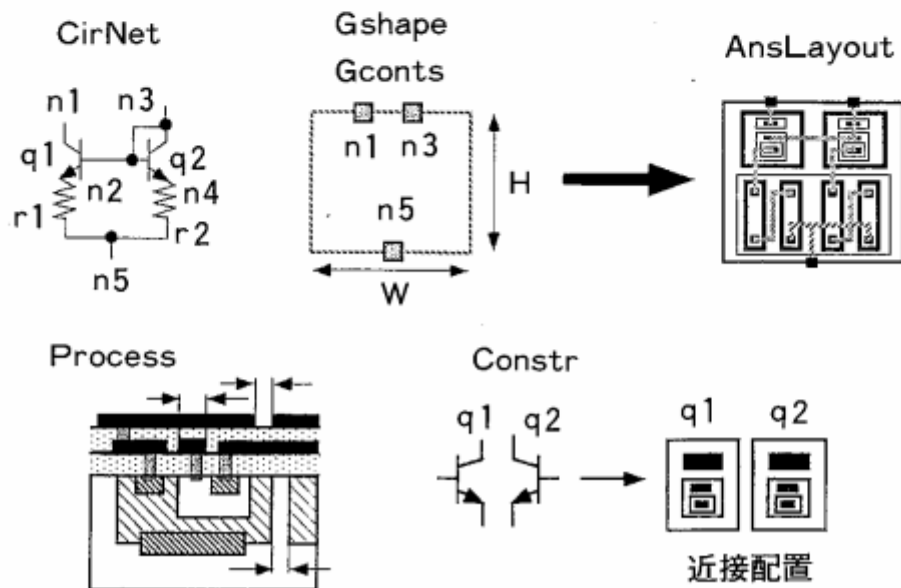 CirNet
Gshape
Gconts
AnsLayout
n1
n3
q1
q2
n2
n4
r1
r2
n5
n1
n3
n5
H
W
Process
Constr
q1
q2
q1
q2
近接配置